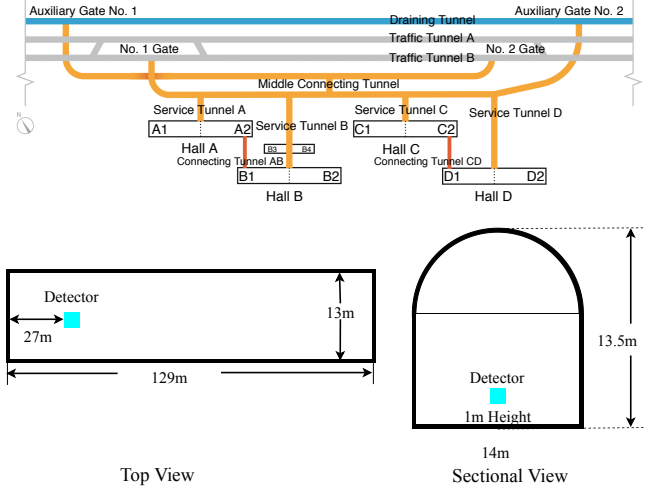 Auxiliary Gate No. 1
Auxiliary Gate No. 2
Draining Tunnel
Traffic Tunnel A
No. 1 Gate
No. 2 Gate
Traffic Tunnel B
Middle Connecting Tunnel
N
Service Tunnel A
Service Tunnel B
Service Tunnel C
Service Tunnel D
A1
A2
C1
C2
Hall A
B3
B4
Hall C
Connecting Tunnel AB
Connecting Tunnel CD
B1
B2
D1
D2
Hall B
Hall D
Detector
27m
13m
129m
Top View
13.5m
Detector
1m Height
14m
Sectional View